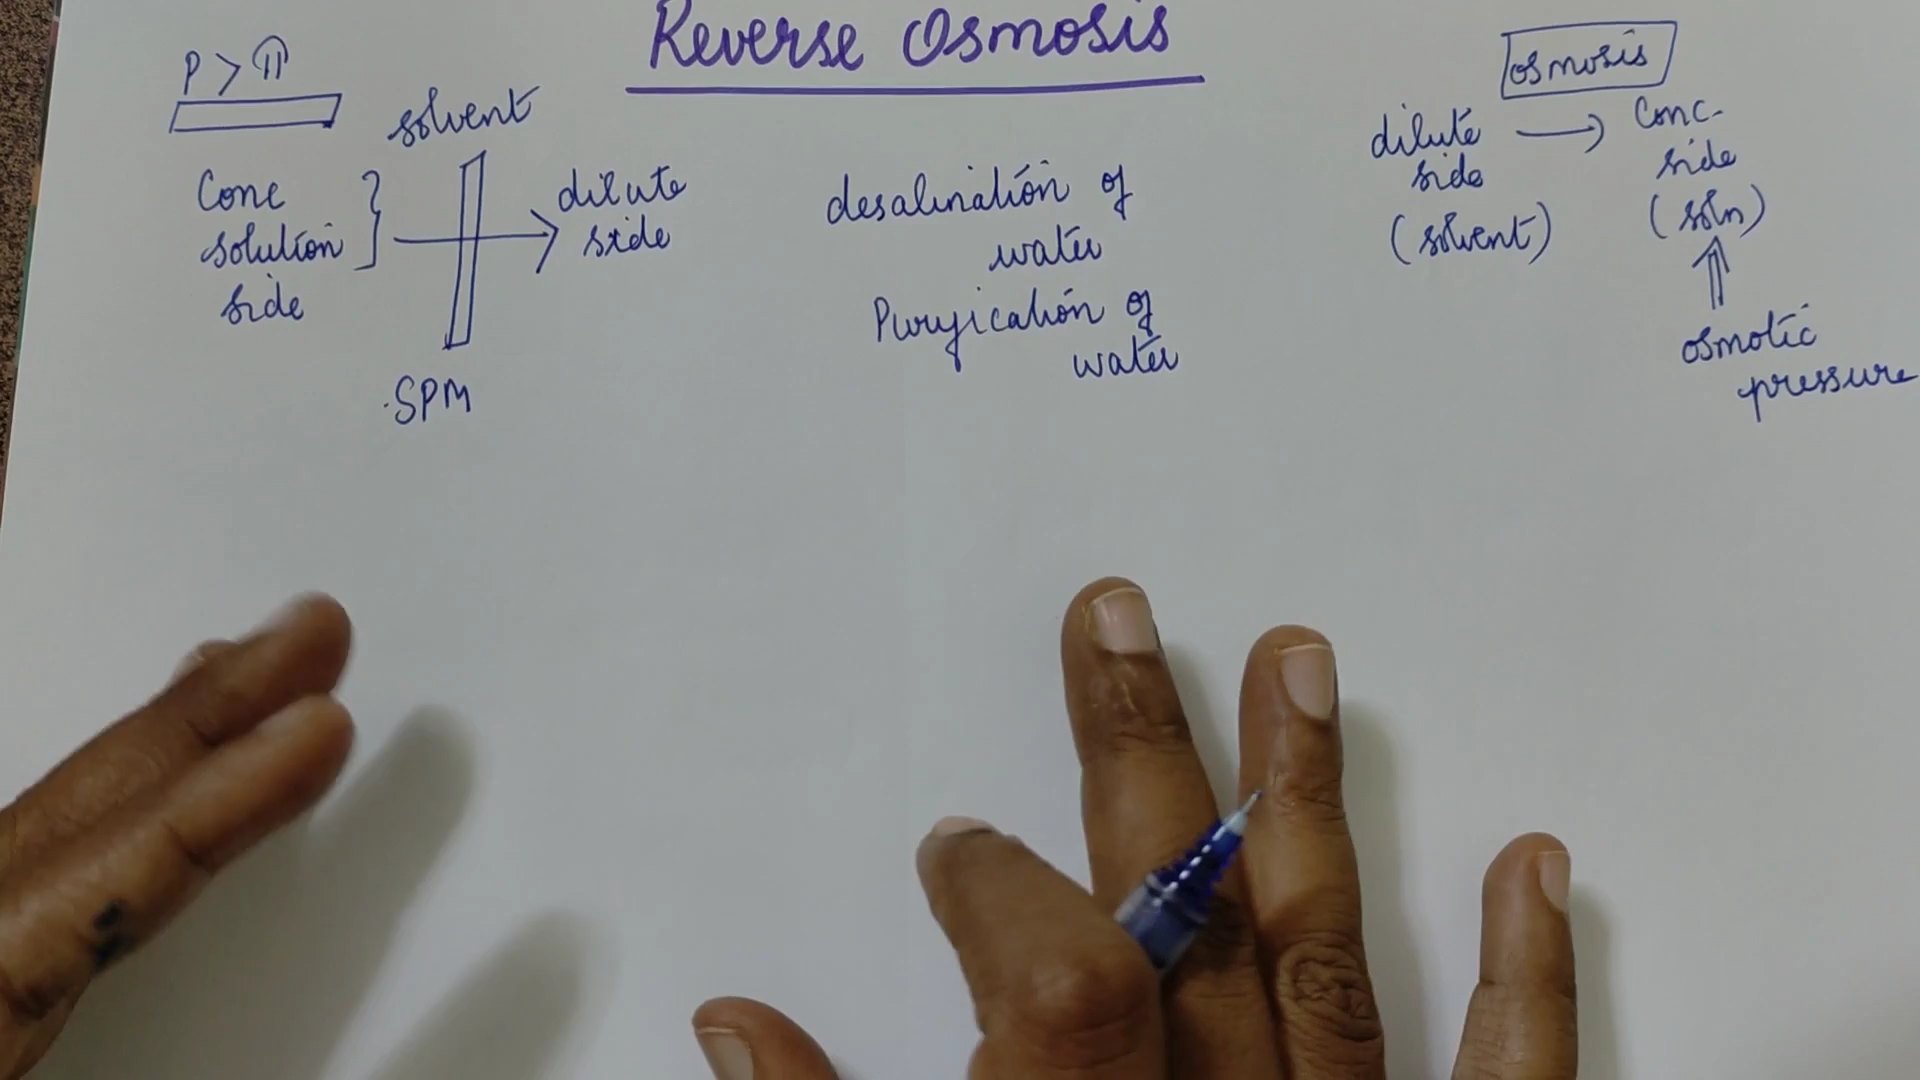 Reverse Osmosis
P > π
solvent
Conc
solution
side
dilute
side
SPM
desalination of
water
Purification of
water
osmosis
dilute → Conc.
side side
(solvent) (soln)
osmotic
pressure